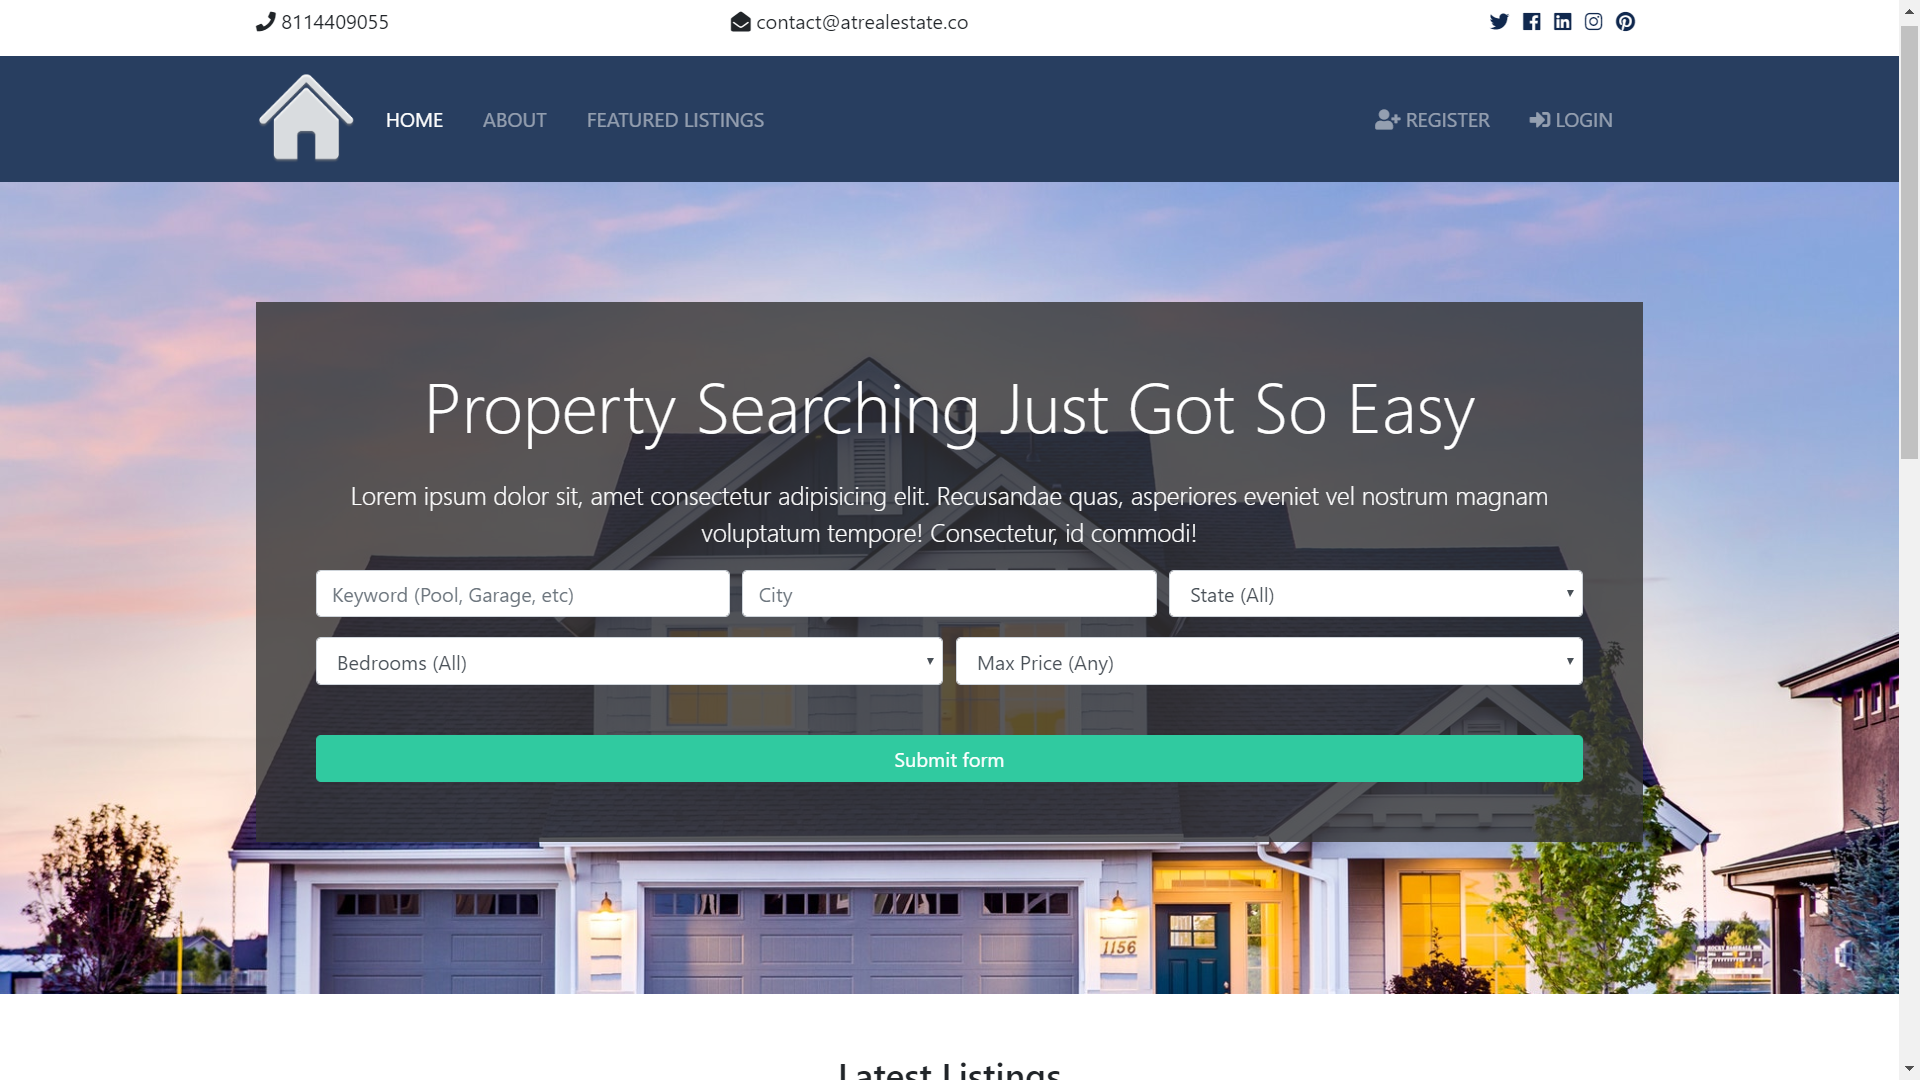 8114409055
contact@atrealestate.co
HOME
ABOUT
FEATURED LISTINGS
REGISTER
LOGIN
Property Searching Just Got So Easy
Lorem ipsum dolor sit, amet consectetur adipisicing elit. Recusandae quas, asperiores eveniet vel nostrum magnam
voluptatum tempore! Consectetur, id commodi!
Keyword (Pool, Garage, etc)
City
State (All)
Bedrooms (All)
Max Price (Any)
Submit form
1156
Latest Listings